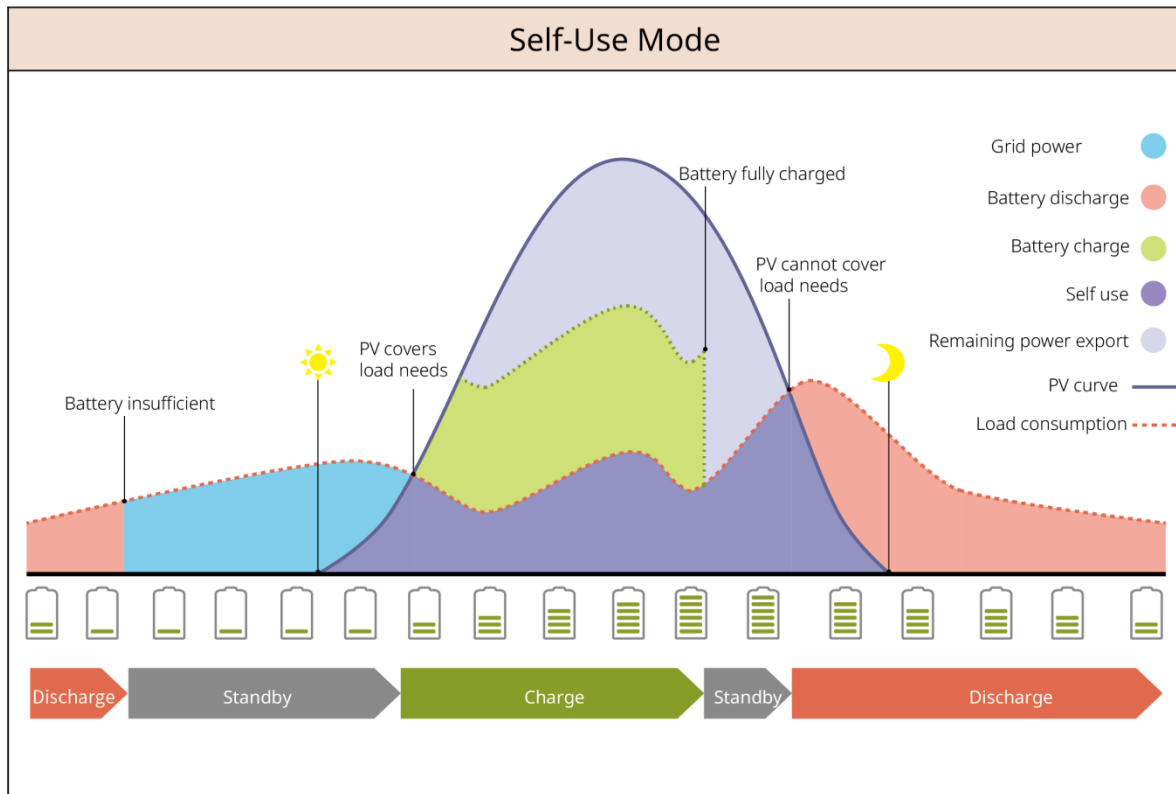 Self-Use Mode
Grid power
Battery fully charged
Battery discharge
Battery charge
PV cannot cover
load needs
Self use
Remaining power export
PV covers
load needs
PV curve
Battery insufficient
Load consumption
Discharge
Standby
Charge
Standby
Discharge